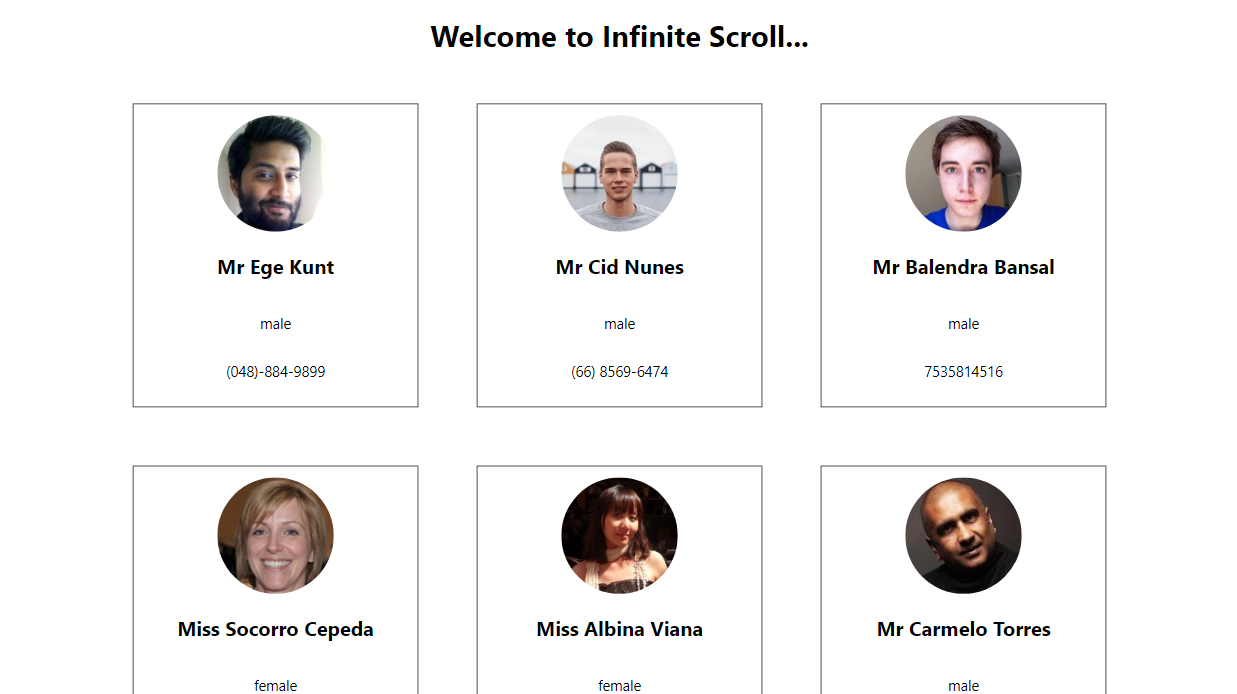 Welcome to Infinite Scroll...
Mr Ege Kunt
male
(048)-884-9899
Mr Cid Nunes
male
(66) 8569-6474
Mr Balendra Bansal
male
7535814516
Miss Socorro Cepeda
female
Miss Albina Viana
female
Mr Carmelo Torres
male